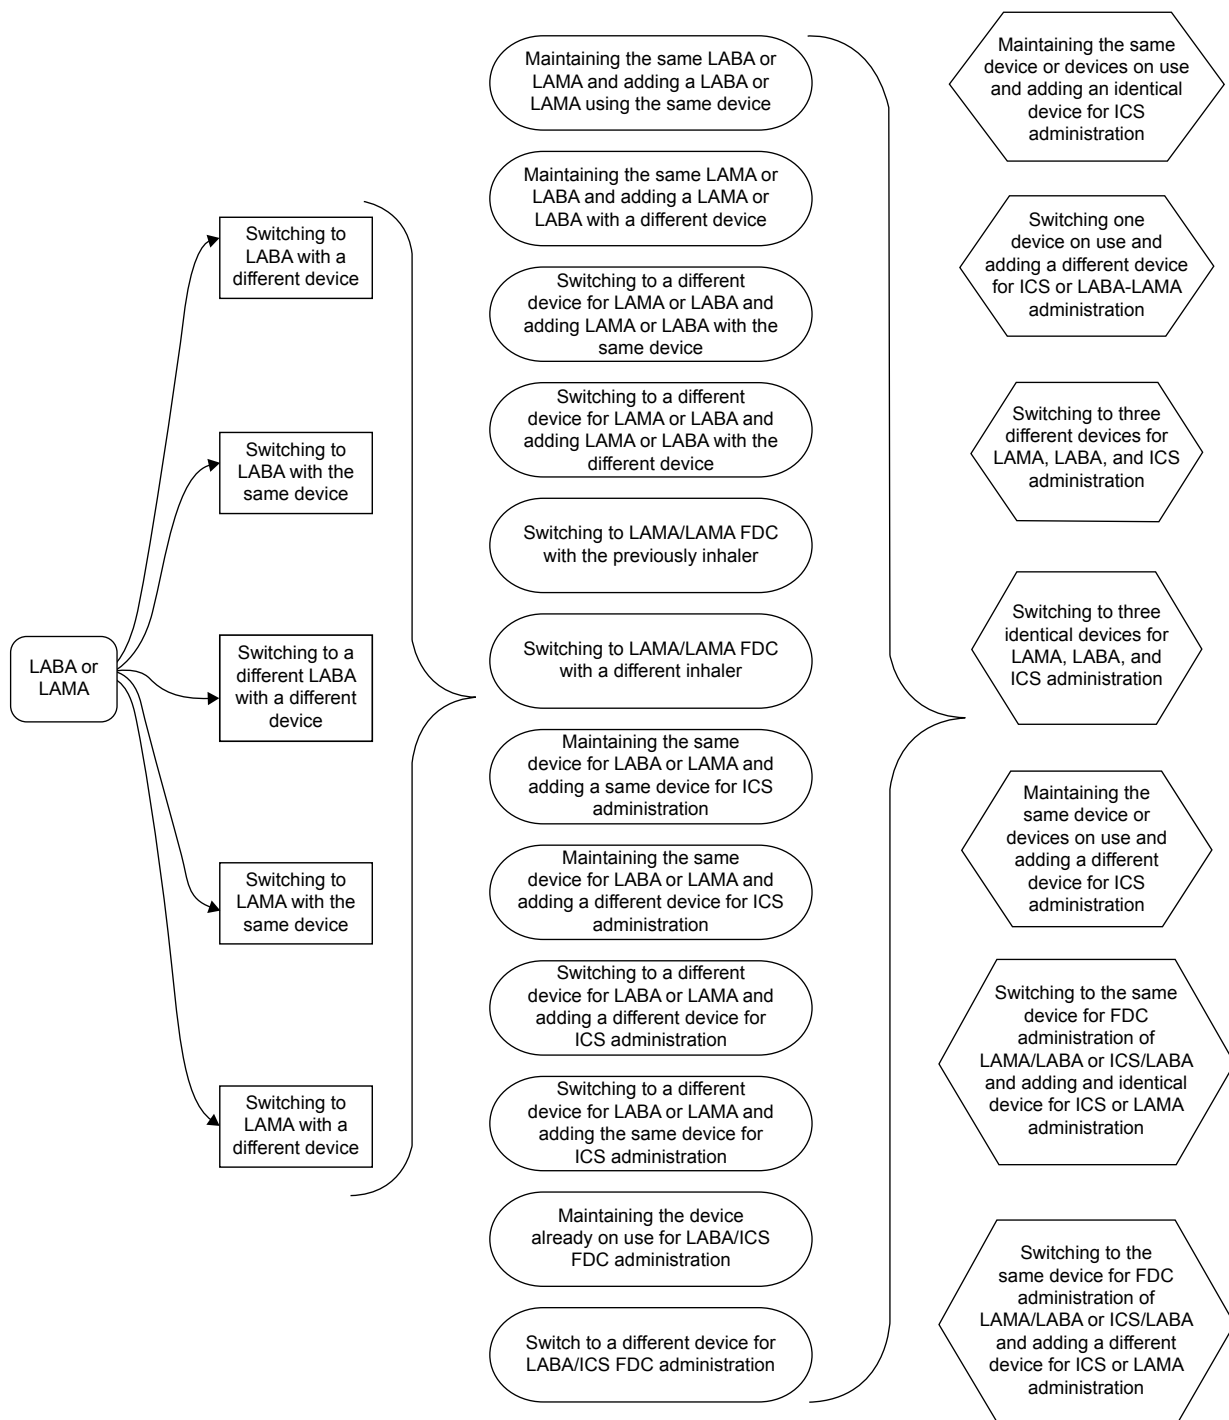 LABA or
LAMA
Switching to
LABA with a
different device
Switching to
LABA with the
same device
Switching to a
different LABA
with a different
device
Switching to
LAMA with the
same device
Switching to
LAMA with a
different device
Maintaining the same LABA or
LAMA and adding a LABA or
LAMA using the same device
Maintaining the same LAMA or
LABA and adding a LAMA or
LABA with a different device
Switching to a different
device for LAMA or LABA and
adding LAMA or LABA with the
same device
Switching to a different
device for LAMA or LABA and
adding LAMA or LABA with the
different device
Switching to LAMA/LAMA FDC
with the previously inhaler
Switching to LAMA/LAMA FDC
with a different inhaler
Maintaining the same
device for LABA or LAMA and
adding a same device for ICS
administration
Maintaining the same
device for LABA or LAMA and
adding a different device for ICS
administration
Switching to a different
device for LABA or LAMA and
adding a different device for
ICS administration
Switching to a different
device for LABA or LAMA and
adding the same device for
ICS administration
Maintaining the device
already on use for LABA/ICS
FDC administration
Switch to a different device for
LABA/ICS FDC administration
Maintaining the same
device or devices on use
and adding an identical
device for ICS
administration
Switching one
device on use and
adding a different device
for ICS or LABA-LAMA
administration
Switching to three
different devices for
LAMA, LABA, and ICS
administration
Switching to three
identical devices for
LAMA, LABA, and
ICS administration
Maintaining the
same device or
devices on use and
adding a different
device for ICS
administration
Switching to the same
device for FDC
administration of
LAMA/LABA or ICS/LABA
and adding and identical
device for ICS or LAMA
administration
Switching to the
same device for FDC
administration of
LAMA/LABA or ICS/LABA
and adding a different
device for ICS or LAMA
administration